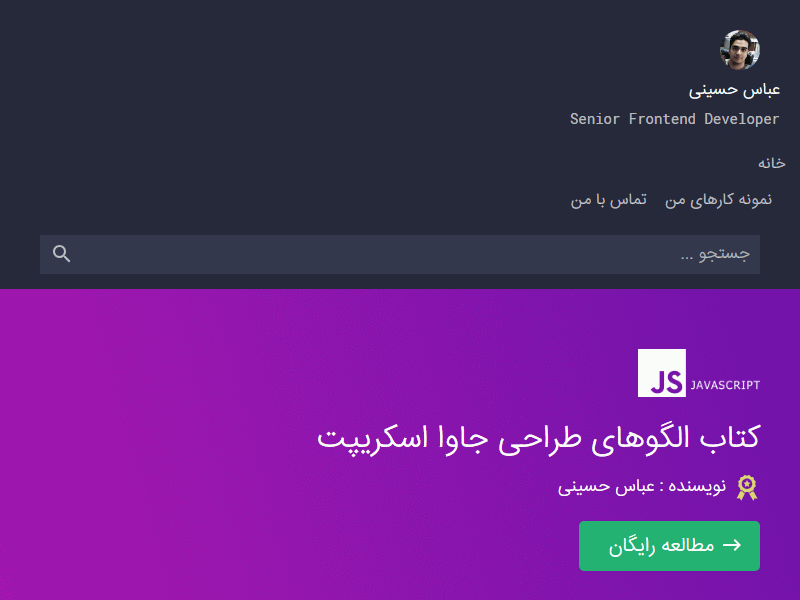 عباس حسینی
Senior Frontend Developer
خانه
نمونه کارهای من
تماس با من
جستجو ...
JS JAVASCRIPT
کتاب الگوهای طراحی جاوا اسکریپت
نویسنده : عباس حسینی
مطالعه رایگان